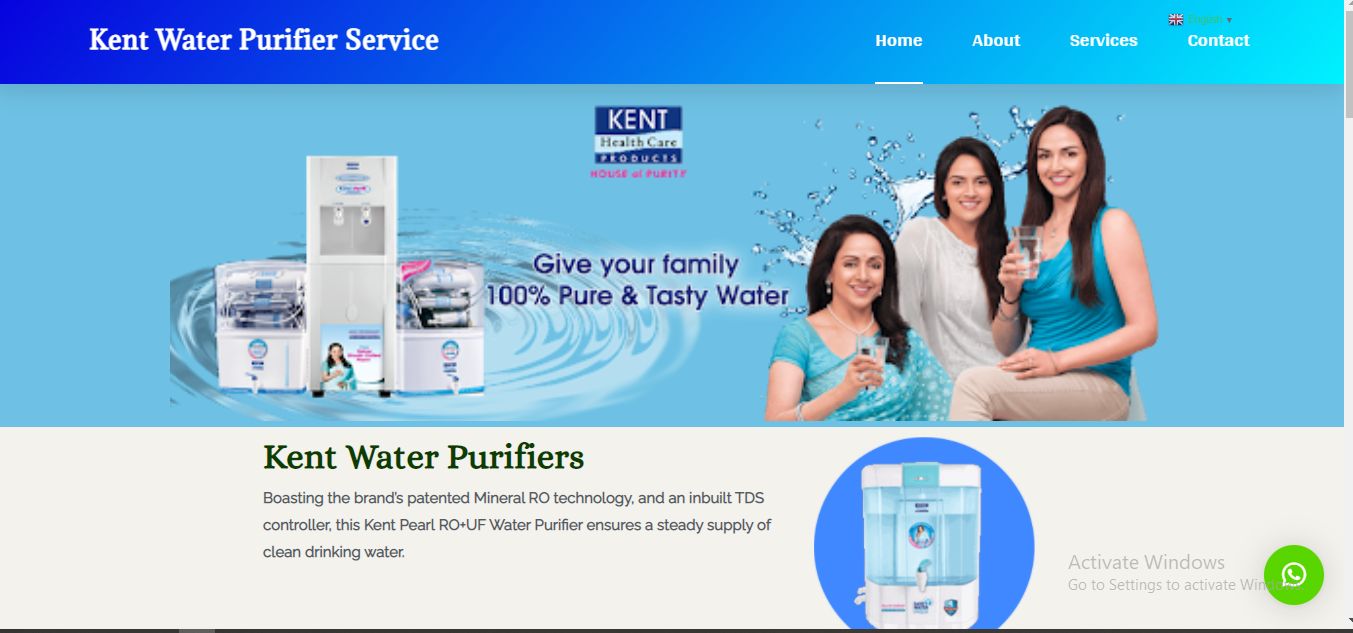 Kent Water Purifier Service
English ▼
Home
About
Services
Contact
KENT
Health Care
PRODUCTS
HOUSE of PURITY
Give your family
100% Pure & Tasty Water
Kent Water Purifiers
Boasting the brand's patented Mineral RO technology, and an inbuilt TDS
controller, this Kent Pearl RO+UF Water Purifier ensures a steady supply of
clean drinking water.
Activate Windows
Go to Settings to activate Windows.